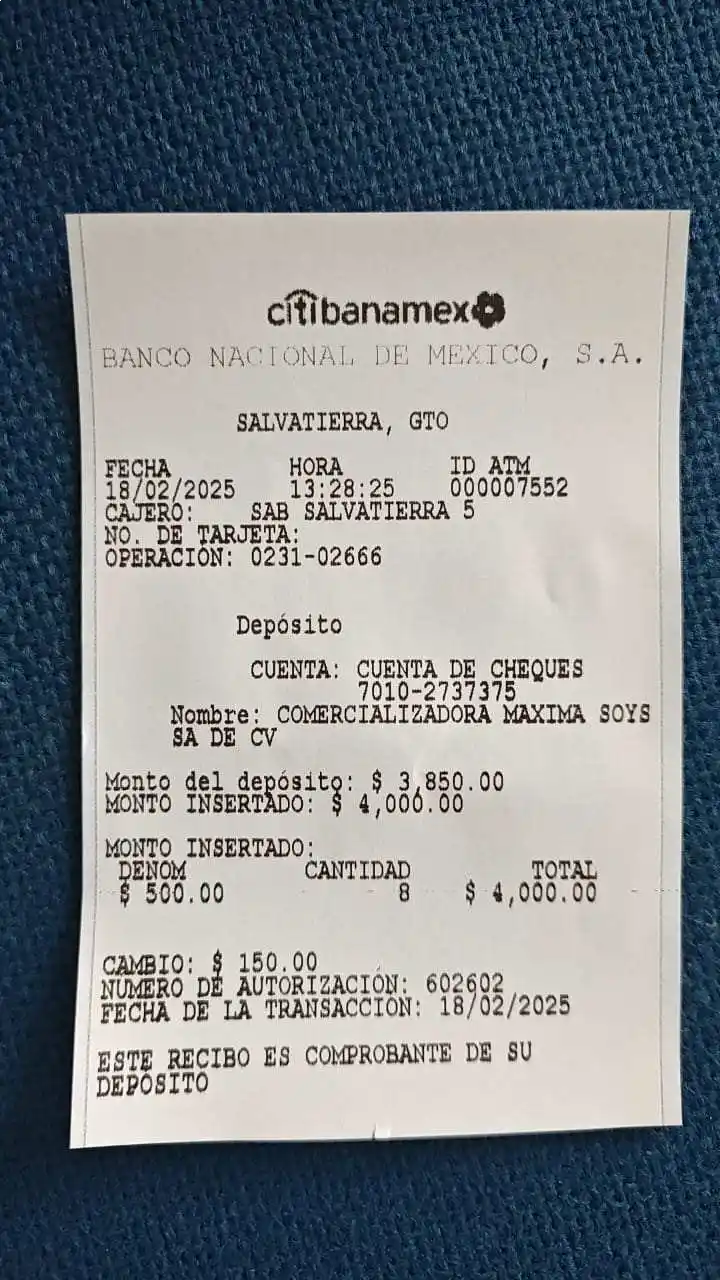 citibanamex
BANCO NACIONAL DE MEXICO, S.A.
SALVATIERRA, GTO
FECHA HORA ID ATM
18/02/2025 13:28:25 000007552
CAJERO: SAB SALVATIERRA 5
NO. DE TARJETA:
OPERACIÓN: 0231-02666
Depósito
CUENTA: CUENTA DE CHEQUES
7010-2737375
Nombre: COMERCIALIZADORA MAXIMA SOYS
SA DE CV
Monto del depósito: $ 3,850.00
MONTO INSERTADO: $ 4,000.00
MONTO INSERTADO:
DENOM CANTIDAD TOTAL
$ 500.00 8 $ 4,000.00
CAMBIO: $ 150.00
NUMERO DE AUTORIZACIÓN: 602602
FECHA DE LA TRANSACCIÓN: 18/02/2025
ESTE RECIBO ES COMPROBANTE DE SU
DEPÓSITO